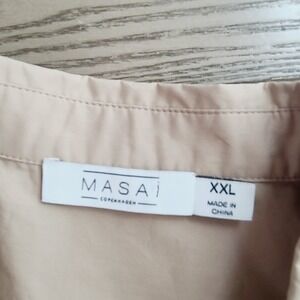 MASAI
COPENHAGEN
XXL
MADE IN
CHINA